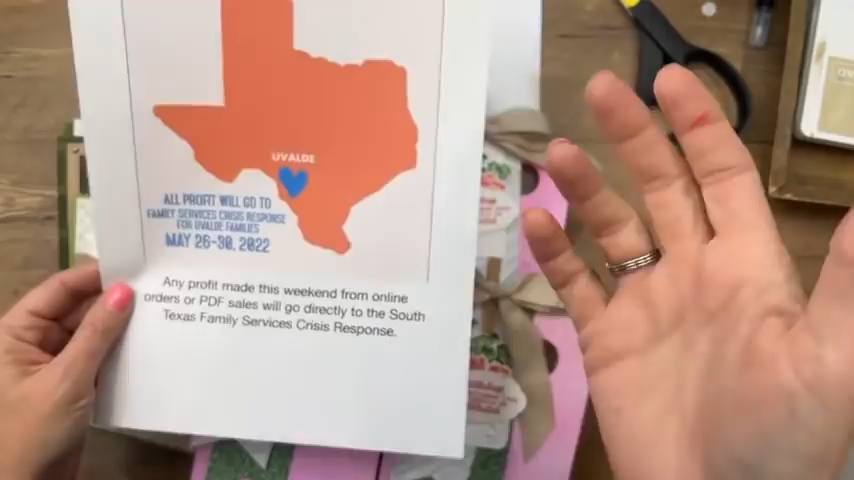 UVALDE
ALL PROFIT WILL GO TO
FAMILY SERVICES CRISIS RESPONSE
FOR UVALDE FAMILIES
MAY 26-30, 2022
Any profit made this weekend from online
orders or PDF sales will go directly to the South
Texas Family Services Crisis Response.